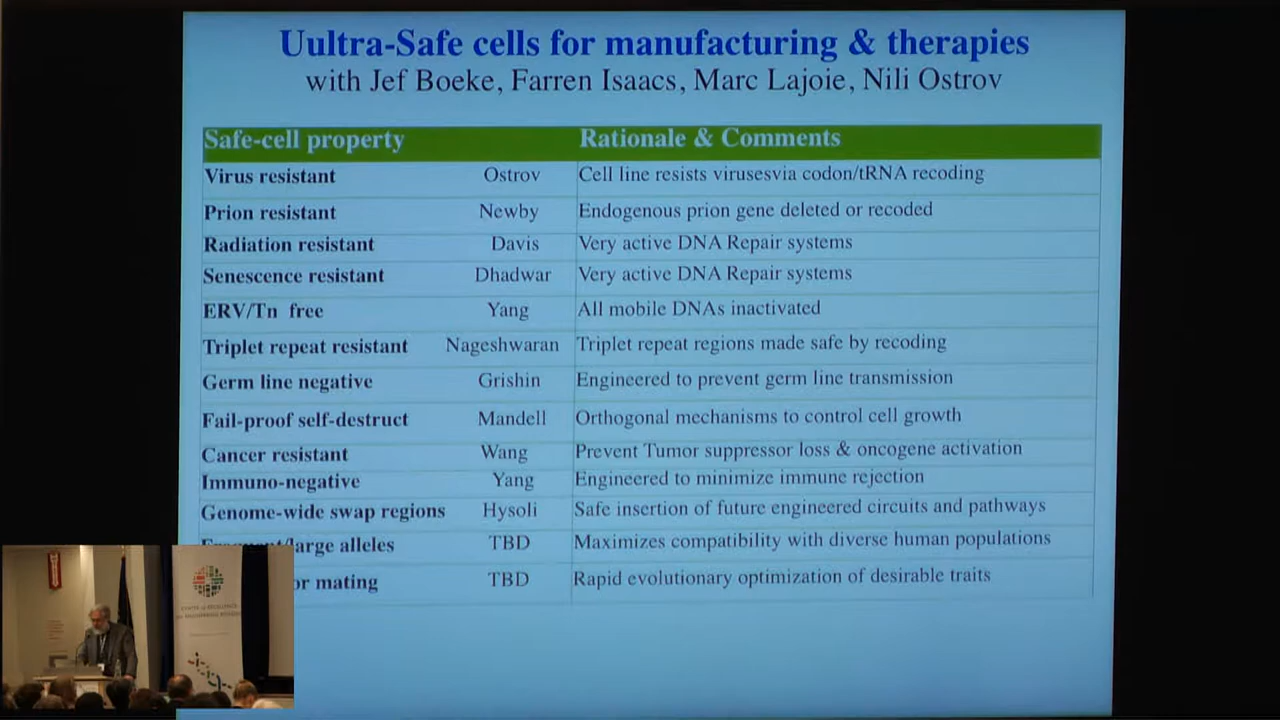 Uultra-Safe cells for manufacturing & therapies
with Jef Boeke, Farren Isaacs, Marc Lajoie, Nili Ostrov
Safe-cell property Rationale & Comments
Virus resistant Ostrov Cell line resists virusesvia codon/tRNA recoding
Prion resistant Newby Endogenous prion gene deleted or recoded
Radiation resistant Davis Very active DNA Repair systems
Senescence resistant Dhadwar Very active DNA Repair systems
ERV/Tn free Yang All mobile DNAs inactivated
Triplet repeat resistant Nageshwaran Triplet repeat regions made safe by recoding
Germ line negative Grishin Engineered to prevent germ line transmission
Fail-proof self-destruct Mandell Orthogonal mechanisms to control cell growth
Cancer resistant Wang Prevent Tumor suppressor loss & oncogene activation
Immuno-negative Yang Engineered to minimize immune rejection
Genome-wide swap regions Hysoli Safe insertion of future engineered circuits and pathways
large alleles TBD Maximizes compatibility with diverse human populations
or mating TBD Rapid evolutionary optimization of desirable traits
CENTER of EXCELLENCE